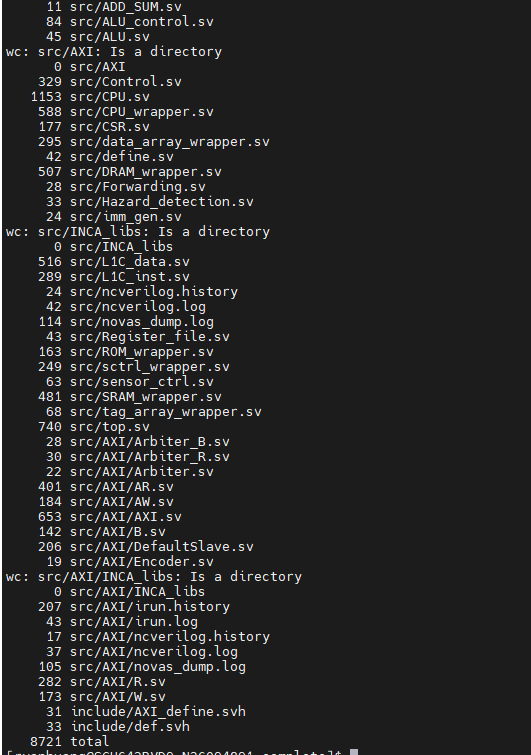 11 src/ADD_SUM.sv
84 src/ALU_control.sv
45 src/ALU.sv
wc: src/AXI: Is a directory
0 src/AXI
329 src/Control.sv
1153 src/CPU.sv
588 src/CPU_wrapper.sv
177 src/CSR.sv
295 src/data_array_wrapper.sv
42 src/define.sv
507 src/DRAM_wrapper.sv
28 src/Forwarding.sv
33 src/Hazard_detection.sv
24 src/imm_gen.sv
wc: src/INCA_libs: Is a directory
0 src/INCA_libs
516 src/L1C_data.sv
289 src/L1C_inst.sv
24 src/ncverilog.history
42 src/ncverilog.log
114 src/novas_dump.log
43 src/Register_file.sv
163 src/ROM_wrapper.sv
249 src/sctrl_wrapper.sv
63 src/sensor_ctrl.sv
481 src/SRAM_wrapper.sv
68 src/tag_array_wrapper.sv
740 src/top.sv
28 src/AXI/Arbiter_B.sv
30 src/AXI/Arbiter_R.sv
22 src/AXI/Arbiter.sv
401 src/AXI/AR.sv
184 src/AXI/AW.sv
653 src/AXI/AXI.sv
142 src/AXI/B.sv
206 src/AXI/DefaultSlave.sv
19 src/AXI/Encoder.sv
wc: src/AXI/INCA_libs: Is a directory
0 src/AXI/INCA_libs
207 src/AXI/irun.history
43 src/AXI/irun.log
17 src/AXI/ncverilog.history
37 src/AXI/ncverilog.log
105 src/AXI/novas_dump.log
282 src/AXI/R.sv
173 src/AXI/W.sv
31 include/AXI_define.svh
33 include/def.svh
8721 total